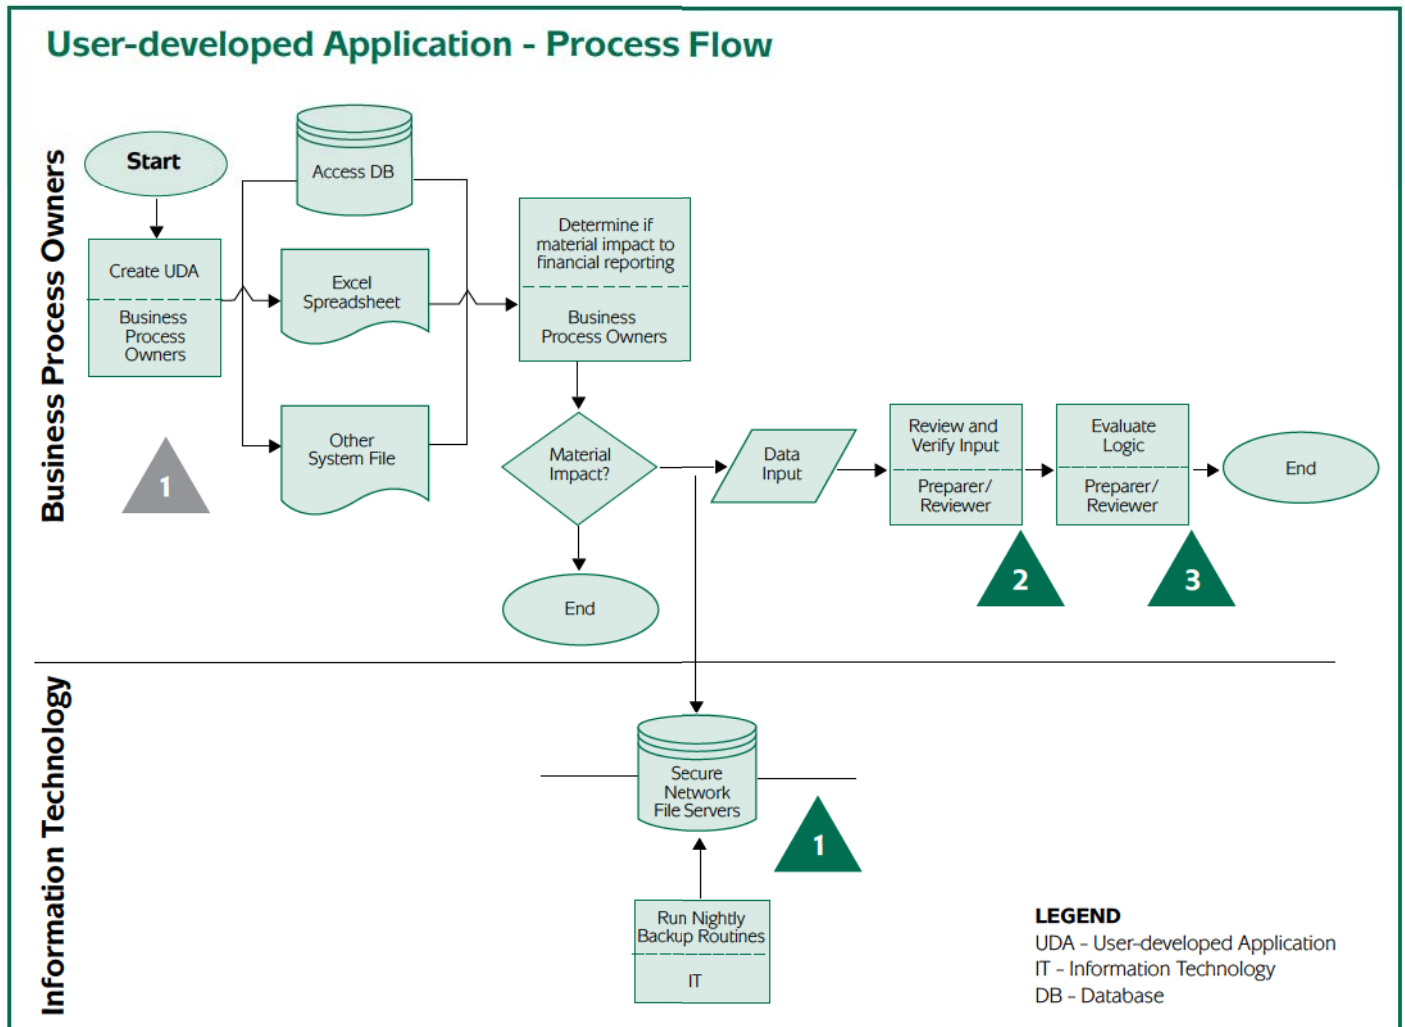 User-developed Application - Process Flow
Business Process Owners
Start
Create UDA
Business
Process
Owners
1
Access DB
Excel
Spreadsheet
Other
System File
Determine if
material impact to
financial reporting
Business
Process Owners
Material
Impact?
End
Data
Input
Review and
Verify Input
Preparer/
Reviewer
2
Evaluate
Logic
Preparer/
Reviewer
3
End
Information Technology
Secure
Network
File Servers
1
Run Nightly
Backup Routines
IT
LEGEND
UDA – User-developed Application
IT – Information Technology
DB – Database